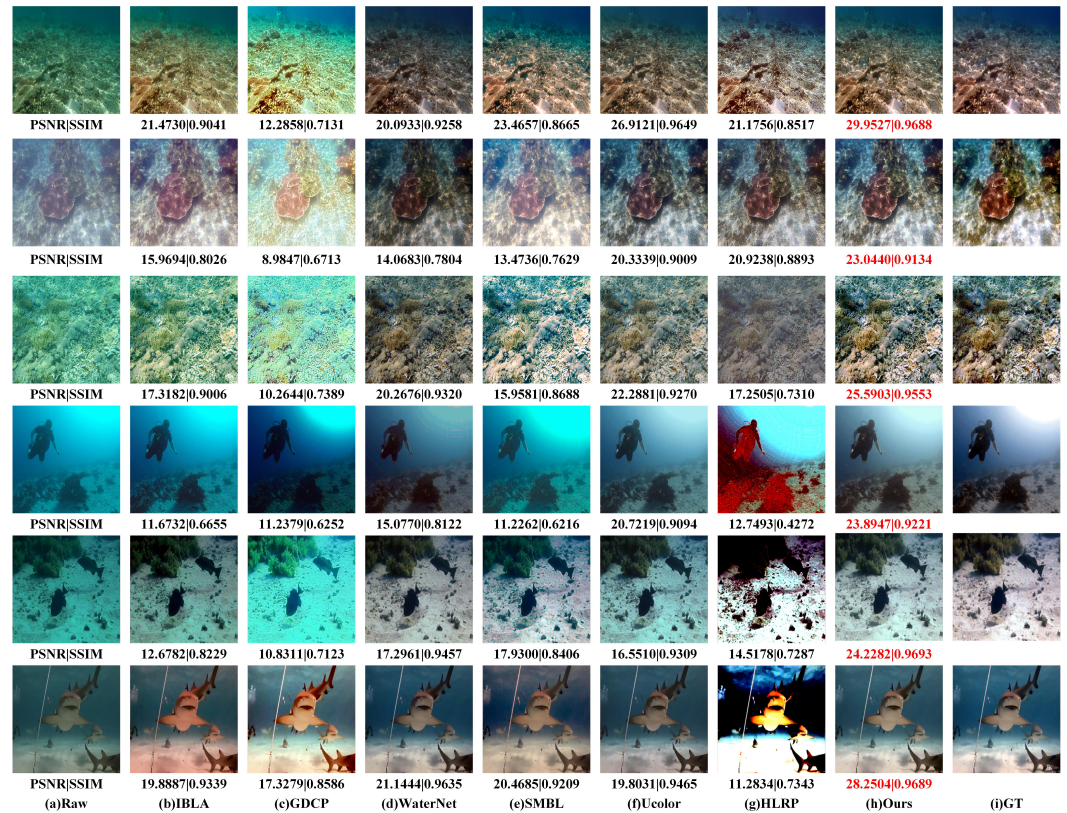 PSNR|SSIM 21.4730|0.9041 12.2858|0.7131 20.0933|0.9258 23.4657|0.8665 26.9121|0.9649 21.1756|0.8517 29.9527|0.9688
PSNR|SSIM 15.9694|0.8026 8.9847|0.6713 14.0683|0.7804 13.4736|0.7629 20.3339|0.9009 20.9238|0.8893 23.0440|0.9134
PSNR|SSIM 17.3182|0.9006 10.2644|0.7389 20.2676|0.9320 15.9581|0.8688 22.2881|0.9270 17.2505|0.7310 25.5903|0.9553
PSNR|SSIM 11.6732|0.6655 11.2379|0.6252 15.0770|0.8122 11.2262|0.6216 20.7219|0.9094 12.7493|0.4272 23.8947|0.9221
PSNR|SSIM 12.6782|0.8229 10.8311|0.7123 17.2961|0.9457 17.9300|0.8406 16.5510|0.9309 14.5178|0.7287 24.2282|0.9693
PSNR|SSIM 19.8887|0.9339 17.3279|0.8586 21.1444|0.9635 20.4685|0.9209 19.8031|0.9465 11.2834|0.7343 28.2504|0.9689
(a)Raw (b)IBLA (c)GDCP (d)WaterNet (e)SMBL (f)Ucolor (g)HLRP (h)Ours (i)GT